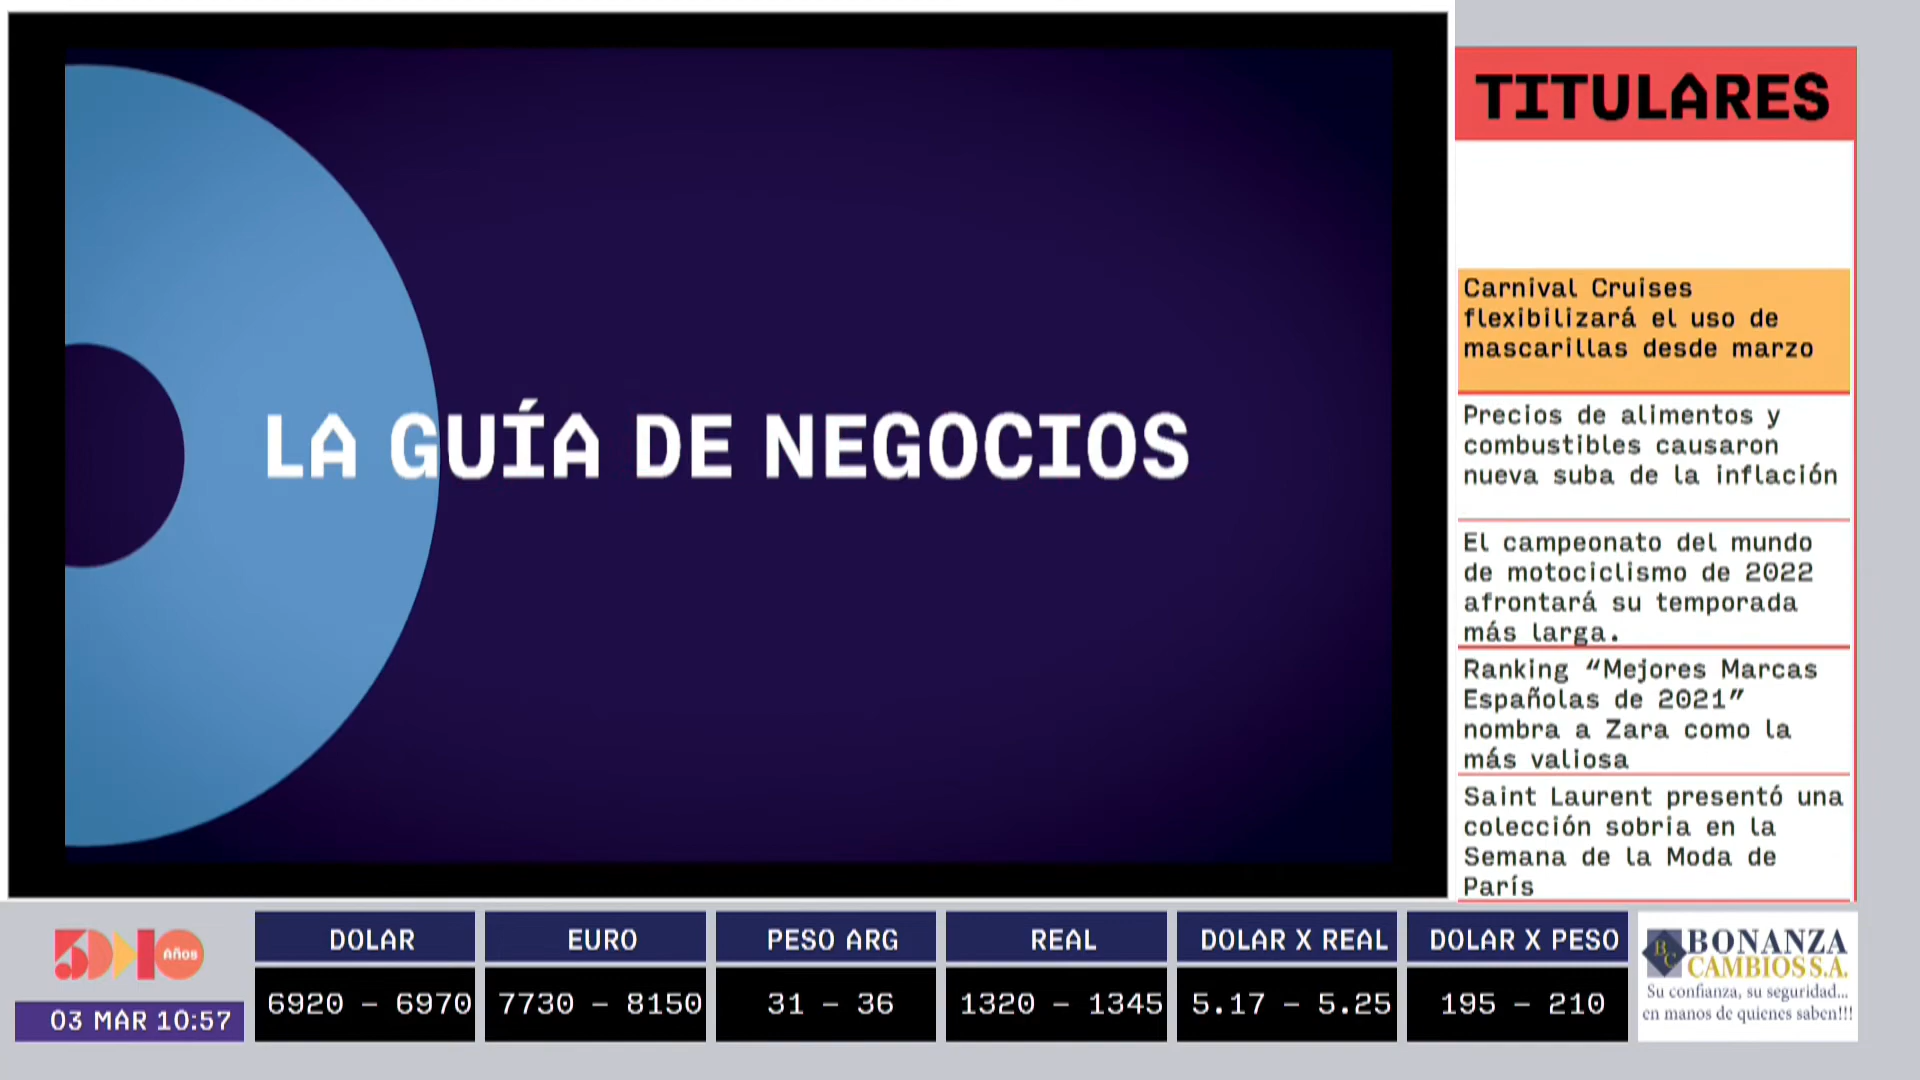 LA GUÍA DE NEGOCIOS
TITULARES
Carnival Cruises
flexibilizará el uso de
mascarillas desde marzo
Precios de alimentos y
combustibles causaron
nueva suba de la inflación
El campeonato del mundo
de motociclismo de 2022
afrontará su temporada
más larga.
Ranking “Mejores Marcas
Españolas de 2021”
nombra a Zara como la
más valiosa
Saint Laurent presentó una
colección sobria en la
Semana de la Moda de
París
5D10 Años
03 MAR 10:57
DOLAR
6920 - 6970
EURO
7730 - 8150
PESO ARG
31 - 36
REAL
1320 - 1345
DOLAR X REAL
5.17 - 5.25
DOLAR X PESO
195 - 210
BC
BONANZA
CAMBIOS S.A.
Su confianza, su seguridad...
en manos de quienes saben!!!